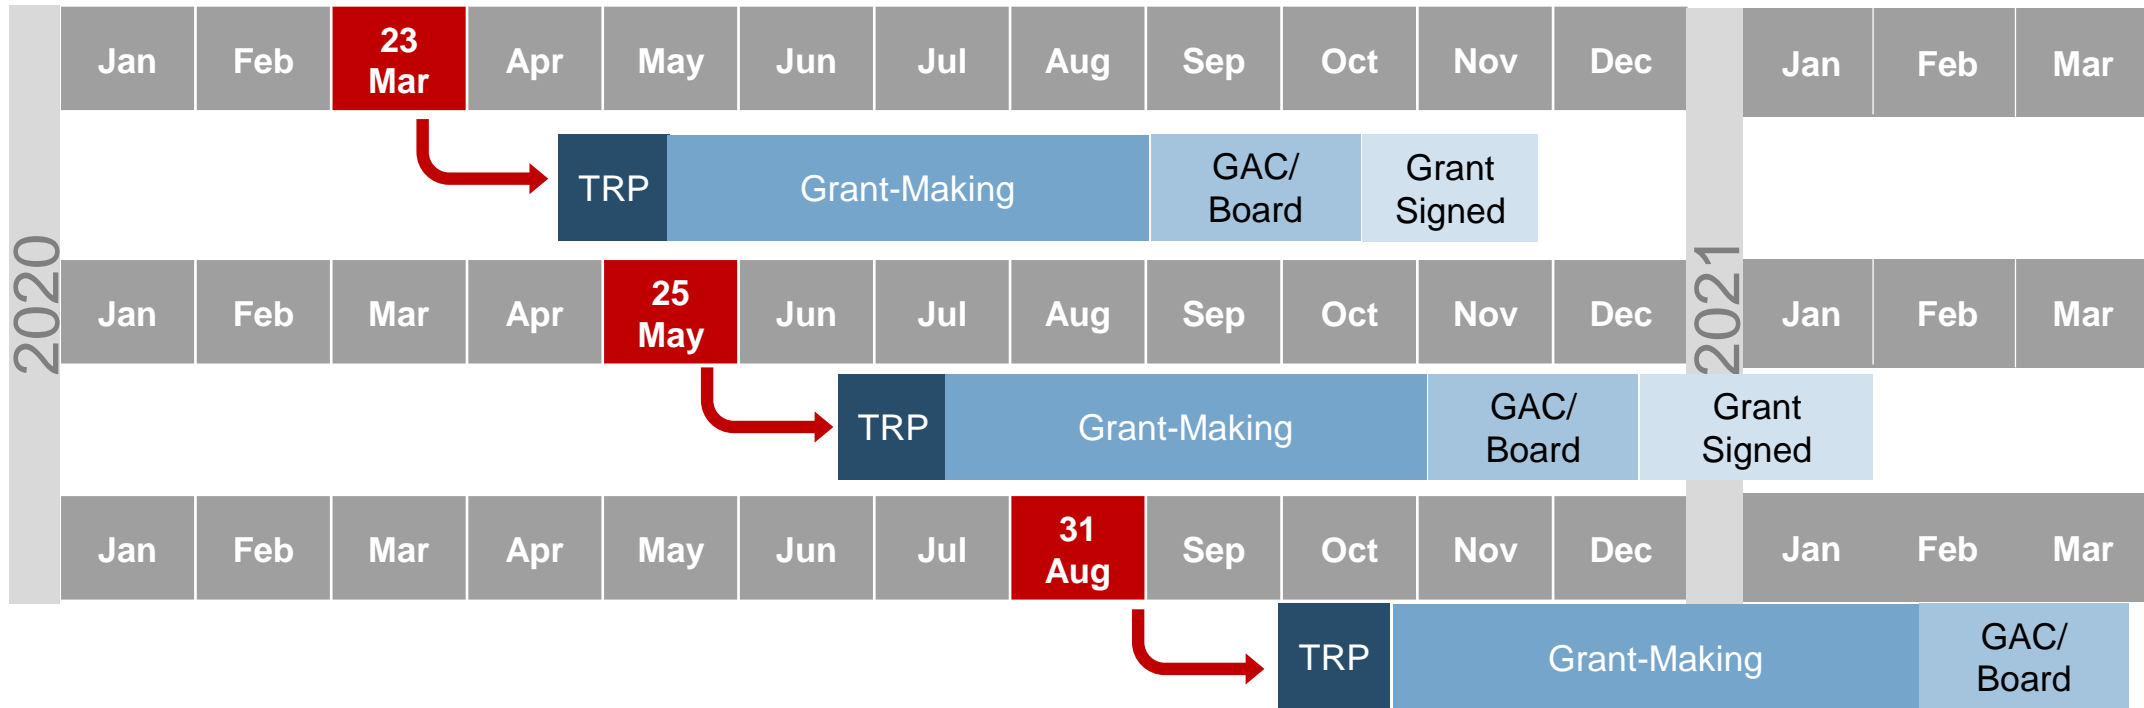 2020
Jan Feb 23 Mar Apr May Jun Jul Aug Sep Oct Nov Dec Jan Feb Mar
TRP Grant-Making GAC/ Board Grant Signed
2021
Jan Feb Mar Apr 25 May Jun Jul Aug Sep Oct Nov Dec Jan Feb Mar
TRP Grant-Making GAC/ Board Grant Signed
Jan Feb Mar Apr May Jun Jul 31 Aug Sep Oct Nov Dec Jan Feb Mar
TRP Grant-Making GAC/ Board